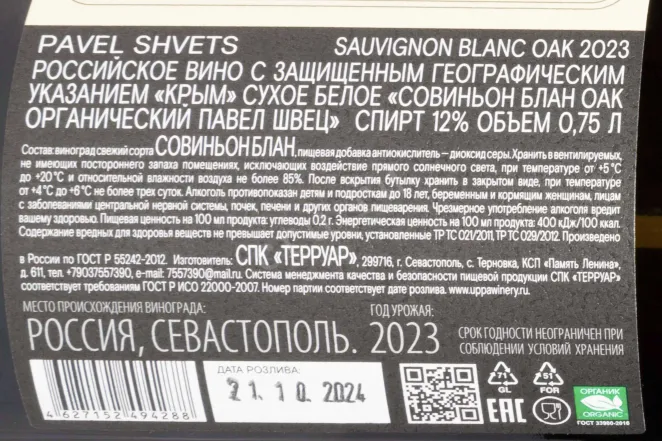 PAVEL SHVETS SAUVIGNON BLANC OAK 2023
РОССИЙСКОЕ ВИНО С ЗАЩИЩЕННЫМ ГЕОГРАФИЧЕСКИМ
УКАЗАНИЕМ «КРЫМ» СУХОЕ БЕЛОЕ «СОВИНЬОН БЛАН ОАК
ОРГАНИЧЕСКИЙ ПАВЕЛ ШВЕЦ» СПИРТ 12% ОБЪЕМ 0,75 Л
Состав: виноград свежий сорта СОВИНЬОН БЛАН, пищевая добавка антиокислитель – диоксид серы. Хранить в вентилируемых,
не имеющих постороннего запаха помещениях, исключающих воздействие прямого солнечного света, при температуре от +5 °С
до +20 °С и относительной влажности воздуха не более 85%. После вскрытия бутылку хранить в закрытом виде, при температуре
от +4°С до +6°С не более трех суток. Алкоголь противопоказан детям и подросткам до 18 лет, беременным и кормящим женщинам, лицам
с заболеваниями центральной нервной системы, почек, печени и других органов пищеварения. Чрезмерное употребление алкоголя вредит
вашему здоровью. Пищевая ценность на 100 мл продукта: углеводы 0,2 г. Энергетическая ценность на 100 мл продукта: 400 кДж/100 ккал.
Содержание вредных для здоровья веществ не превышает допустимые уровни, установленные ТР ТС 021/2011, ТР ТС 029/2012. Произведено
в России по ГОСТ Р 55242-2012. Изготовитель: СПК «ТЕРРУАР», 299716, г. Севастополь, с. Терновка, КСП «Память Ленина»,
д. 611, тел. +79037557390, e-mail: 7557390@mail.ru. Система менеджмента качества и безопасности пищевой продукции СПК «ТЕРРУАР»
соответствует требованиям ГОСТ Р ИСО 22000-2007. Номер партии соответствует дате розлива. www.uppawinery.ru.
МЕСТО ПРОИСХОЖДЕНИЯ ВИНОГРАДА: ГОД УРОЖАЯ:
РОССИЯ, СЕВАСТОПОЛЬ. 2023
СРОК ГОДНОСТИ НЕОГРАНИЧЕН ПРИ
СОБЛЮДЕНИИ УСЛОВИЙ ХРАНЕНИЯ
ДАТА РОЗЛИВА:
21.10.2024
4 627152 494288
71
GL
51
FOR
EAC
ОРГАНИК
ORGANIC
ГОСТ 33980-2016